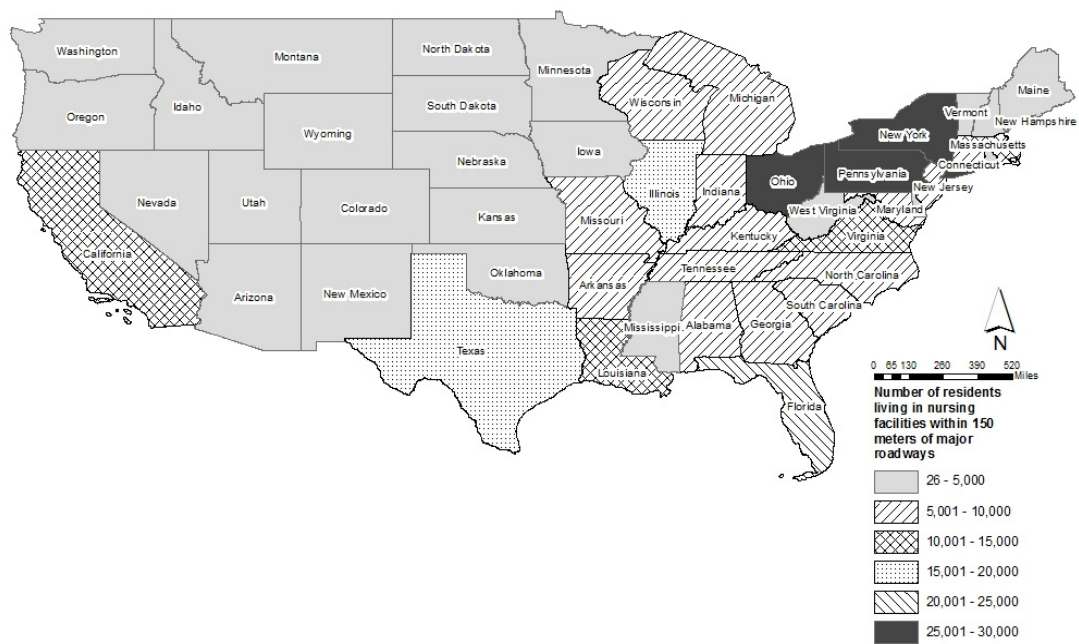 Washington
Montana
North Dakota
Minnesota
Maine
Oregon
Idaho
Wyoming
South Dakota
Wisconsin
Michigan
Vermont
New Hampshire
New York
Massachusetts
Connecticut
Iowa
Nebraska
Nevada
Utah
Colorado
Kansas
Illinois
Indiana
Ohio
Pennsylvania
New Jersey
Missouri
West Virginia
Maryland
Kentucky
Virginia
California
Arizona
New Mexico
Oklahoma
Arkansas
Tennessee
North Carolina
South Carolina
Texas
Mississippi
Alabama
Georgia
Louisiana
Florida
N
0 65 130 260 390 520
Miles
Number of residents
living in nursing
facilities within 150
meters of major
roadways
26 - 5,000
5,001 - 10,000
10,001 - 15,000
15,001 - 20,000
20,001 - 25,000
25,001 - 30,000